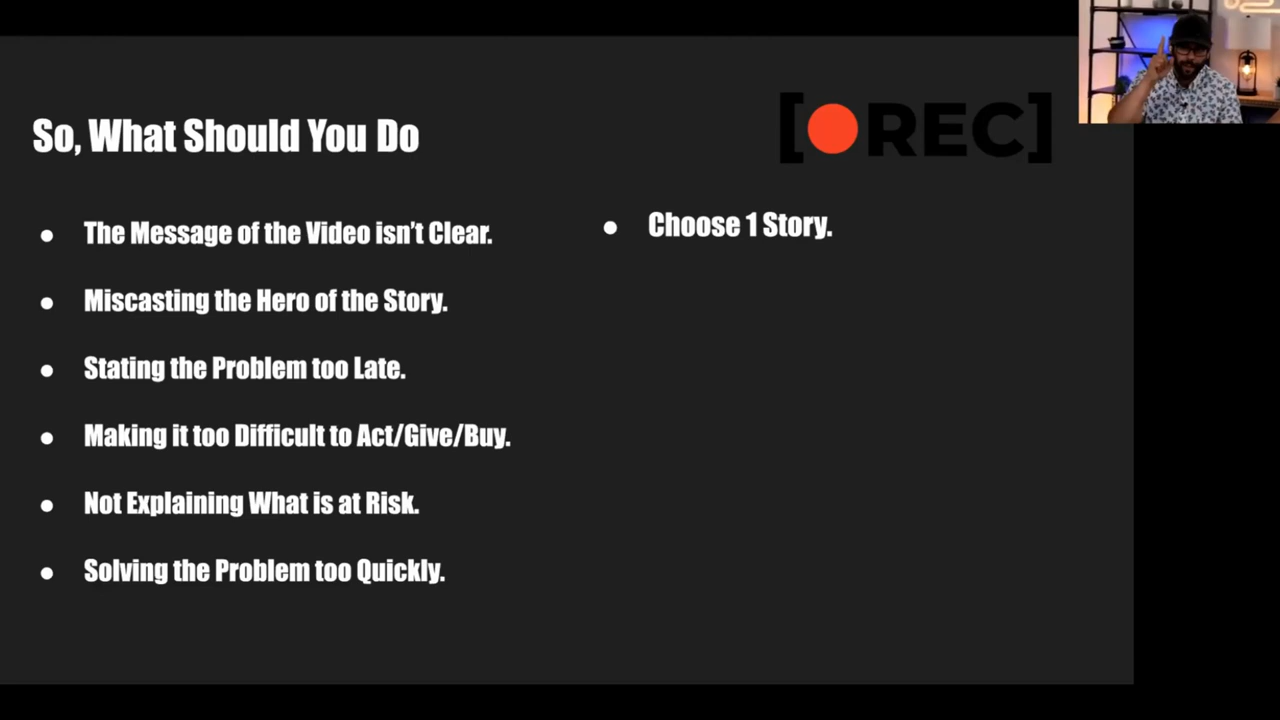 So, What Should You Do
[REC]
The Message of the Video isn't Clear.
Miscasting the Hero of the Story.
Stating the Problem too Late.
Making it too Difficult to Act/Give/Buy.
Not Explaining What is at Risk.
Solving the Problem too Quickly.
Choose 1 Story.